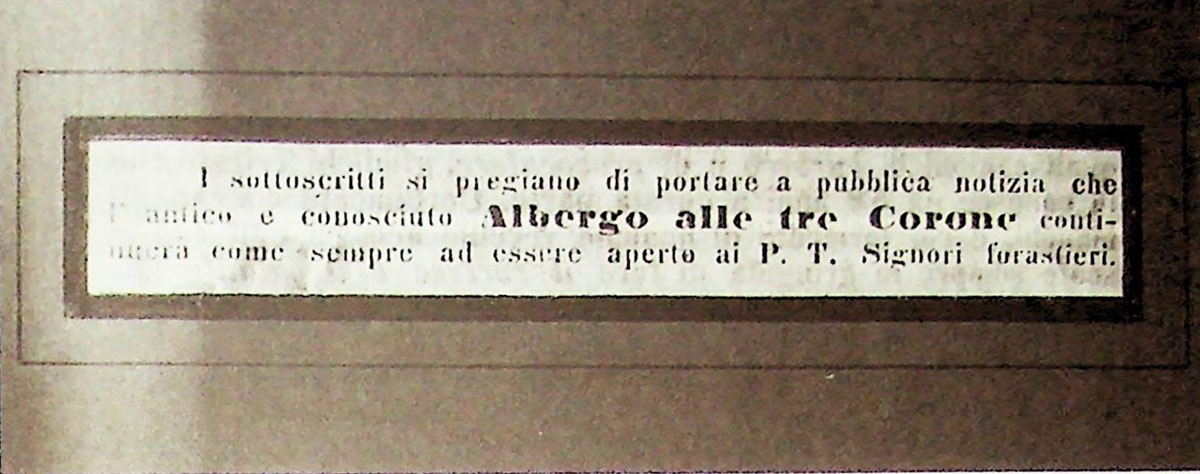 I sottoscritti si pregiano di portare a pubblica notizia che
l'antico e conosciuto Albergo alle tre Corone conti-
nuerà come sempre ad essere aperto ai P. T. Signori forastieri.